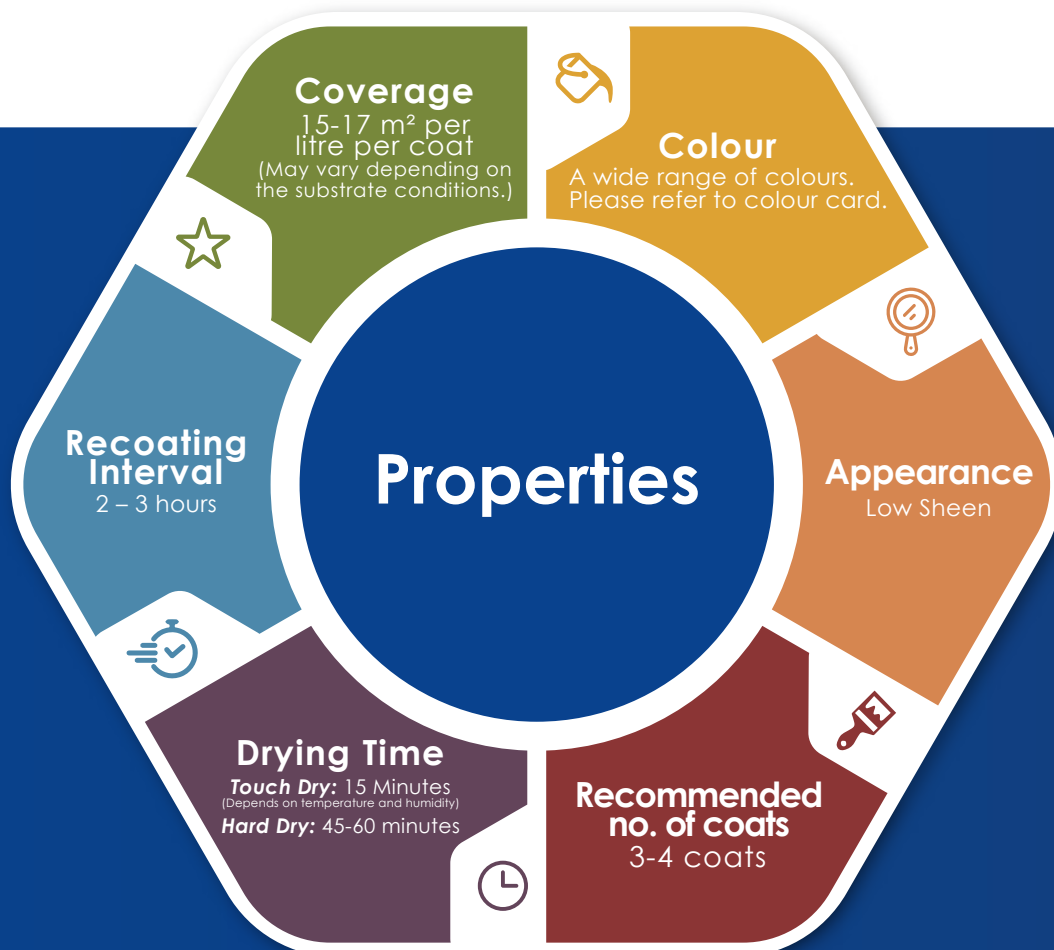 Coverage
15-17 m² per
litre per coat
(May vary depending on
the substrate conditions.)
Colour
A wide range of colours.
Please refer to colour card.
Recoating
Interval
2 – 3 hours
Properties
Appearance
Low Sheen
Drying Time
Touch Dry: 15 Minutes
(Depends on temperature and humidity)
Hard Dry: 45-60 minutes
Recommended
no. of coats
3-4 coats